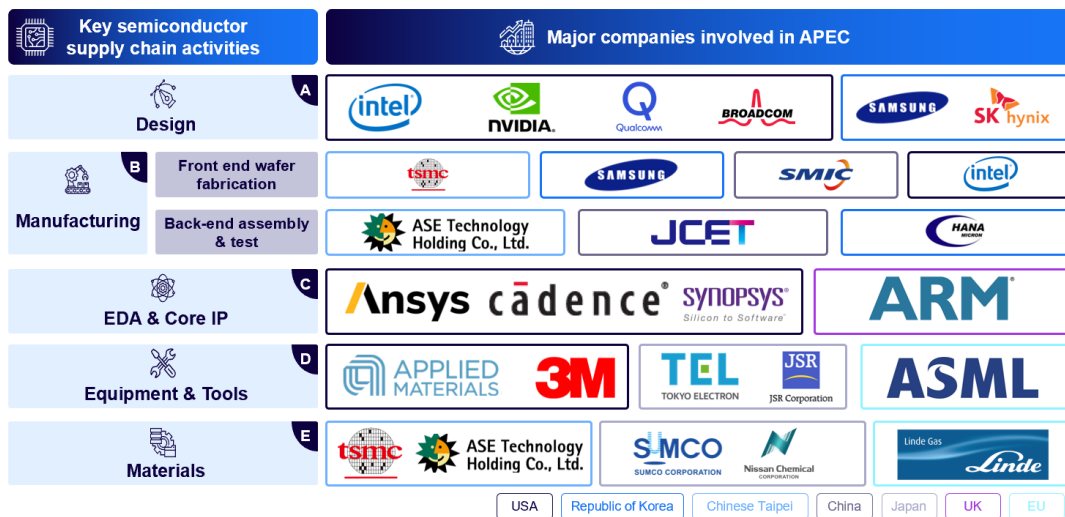 Key semiconductor
supply chain activities
Major companies involved in APEC
A
Design
intel
NVIDIA.
Qualcomm
BROADCOM
SAMSUNG
SK hynix
B
Manufacturing
Front end wafer
fabrication
tsmc
SAMSUNG
SMIC
intel
Back-end assembly
& test
ASE Technology
Holding Co., Ltd.
JCET
HANA
MICRON
C
EDA & Core IP
Ansys
cādence®
SYNOPSYS®
Silicon to Software™
ARM®
D
Equipment & Tools
APPLIED
MATERIALS
3M
TEL
TOKYO ELECTRON
JSR
JSR Corporation
ASML
E
Materials
tsmc
ASE Technology
Holding Co., Ltd.
SUMCO
SUMCO CORPORATION
Nissan Chemical
CORPORATION
Linde Gas
Linde
USA
Republic of Korea
Chinese Taipei
China
Japan
UK
EU